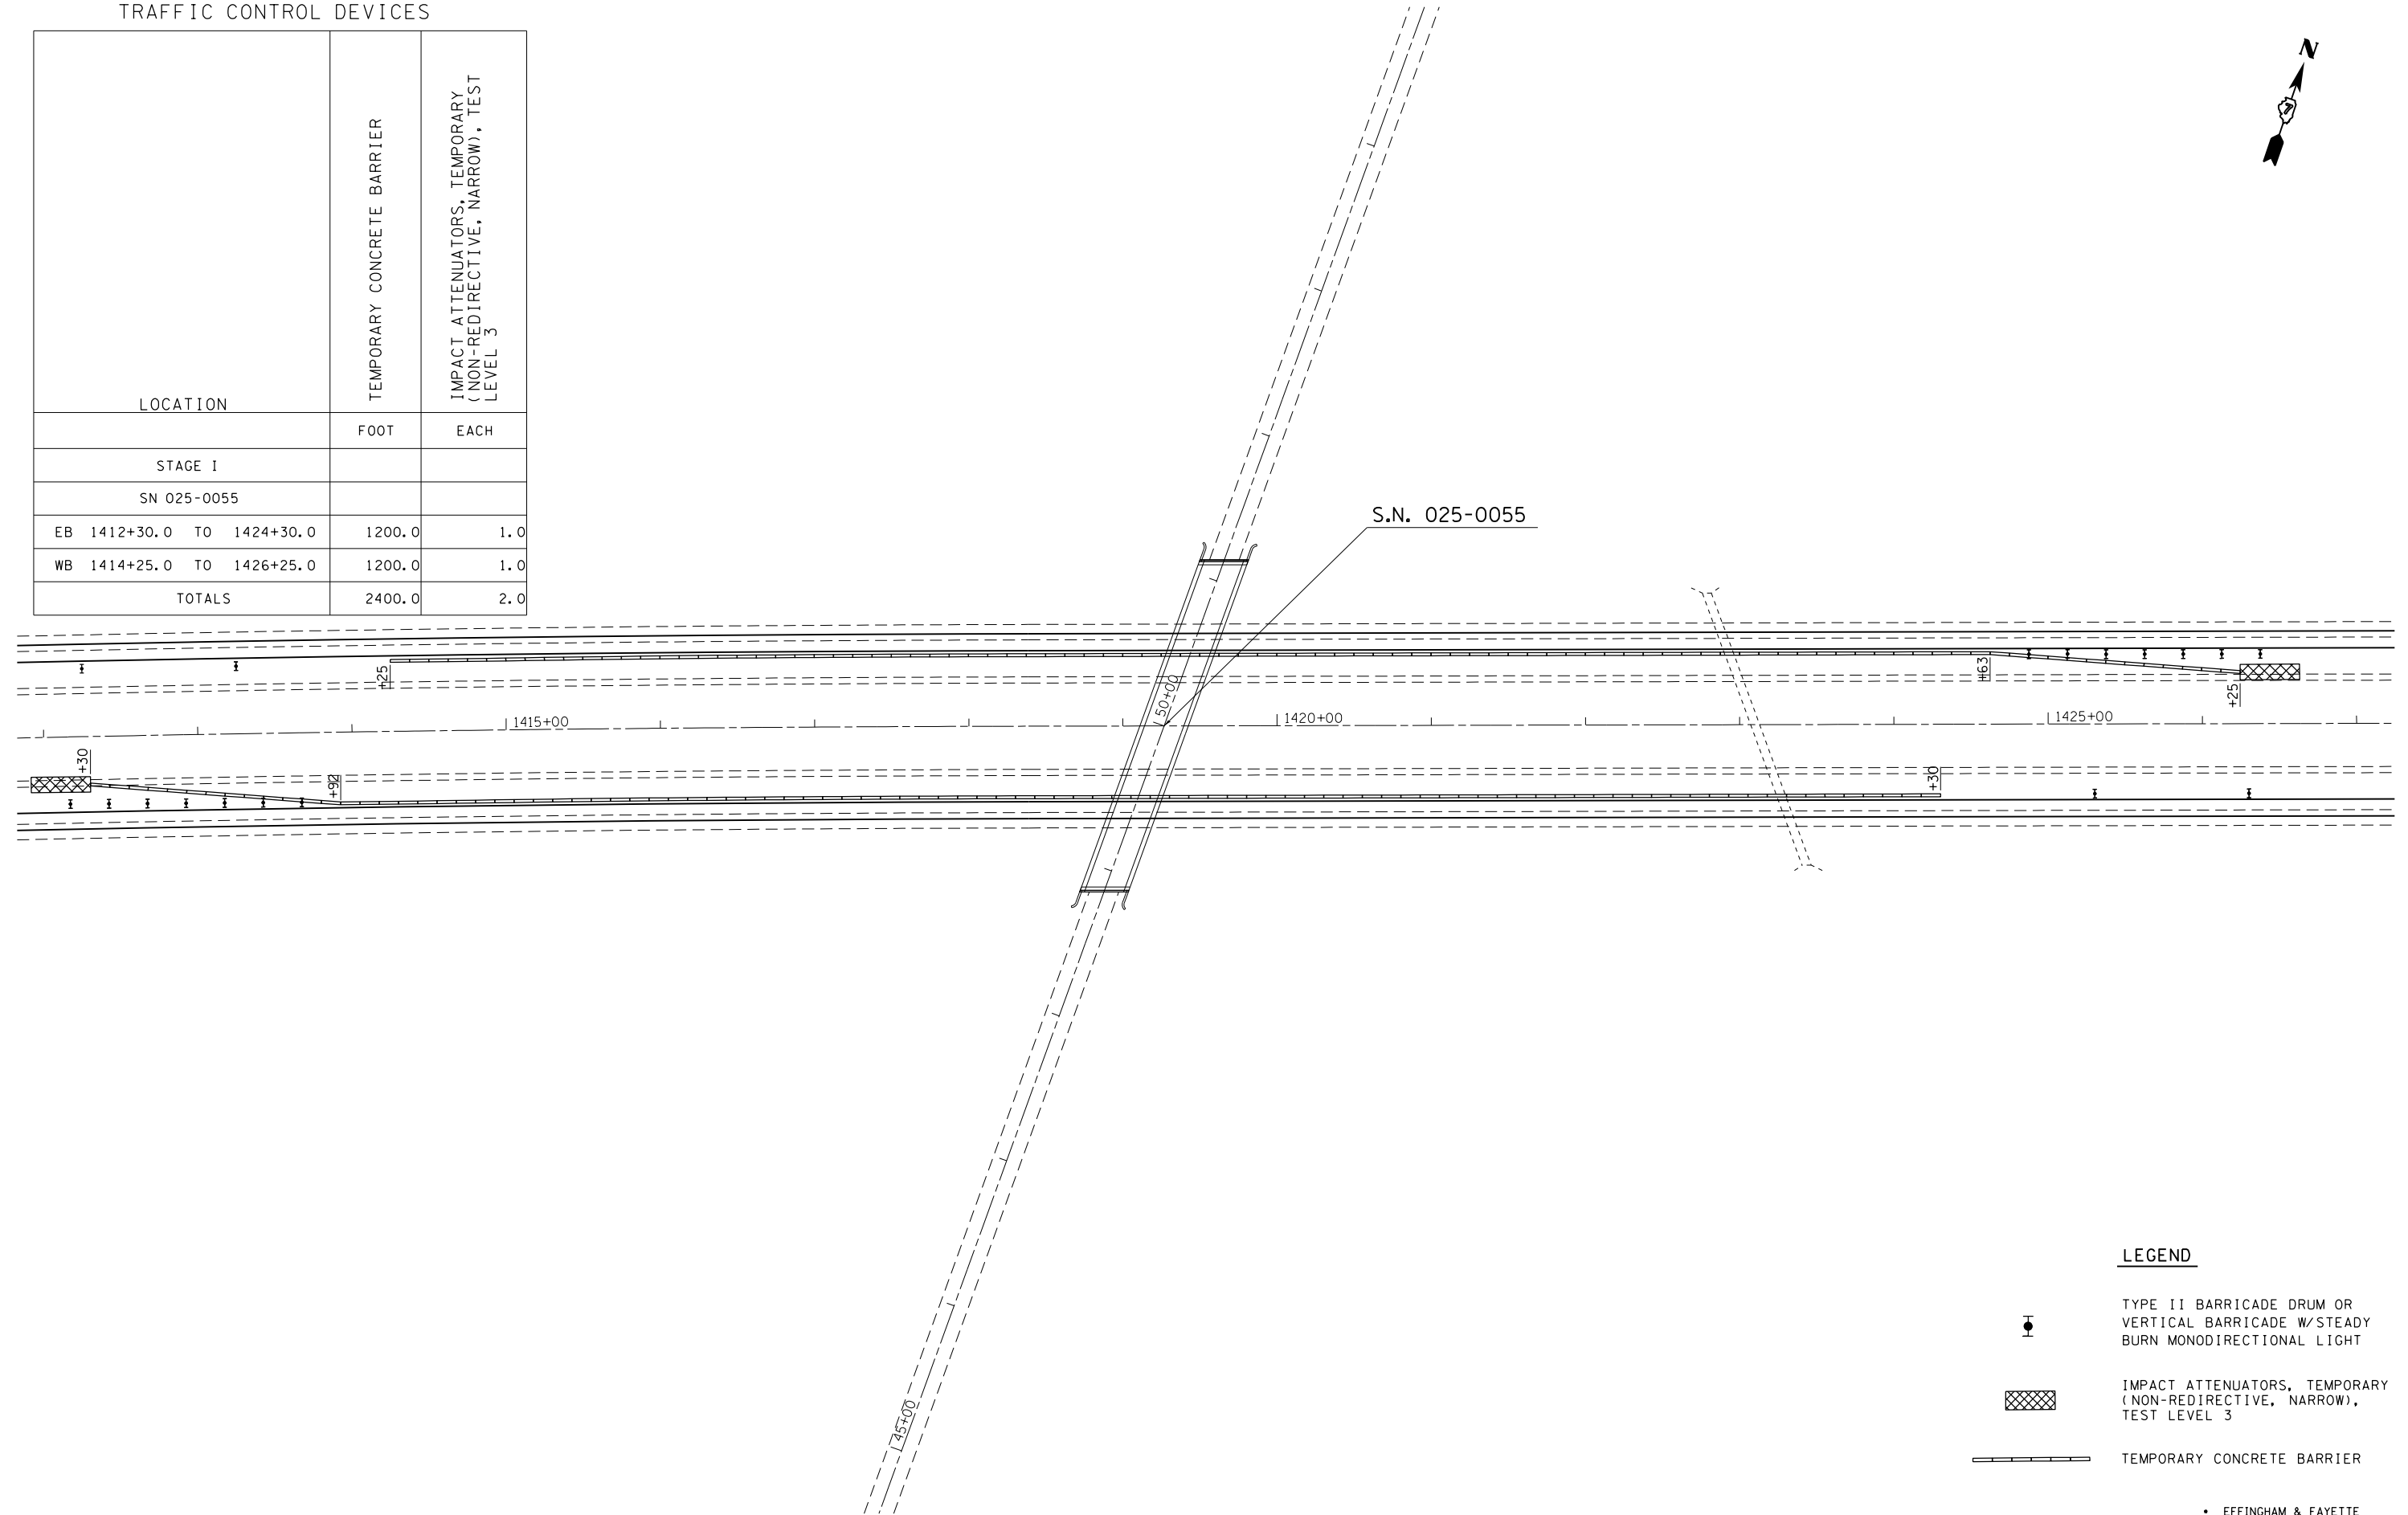 TRAFFIC CONTROL DEVICES
LOCATION
TEMPORARY CONCRETE BARRIER
IMPACT ATTENUATORS, TEMPORARY
(NON-REDIRECTIVE, NARROW), TEST
LEVEL 3
FOOT EACH
STAGE I
SN 025-0055
EB 1412+30.0 TO 1424+30.0 1200.0 1.0
WB 1414+25.0 TO 1426+25.0 1200.0 1.0
TOTALS 2400.0 2.0
N
S.N. 025-0055
+25
+63
+25
50+00
1415+00
1420+00
1425+00
+30
+92
+30
45+00
LEGEND
TYPE II BARRICADE DRUM OR
VERTICAL BARRICADE W/STEADY
BURN MONODIRECTIONAL LIGHT
IMPACT ATTENUATORS, TEMPORARY
(NON-REDIRECTIVE, NARROW),
TEST LEVEL 3
TEMPORARY CONCRETE BARRIER
• EFFINGHAM & FAYETTE